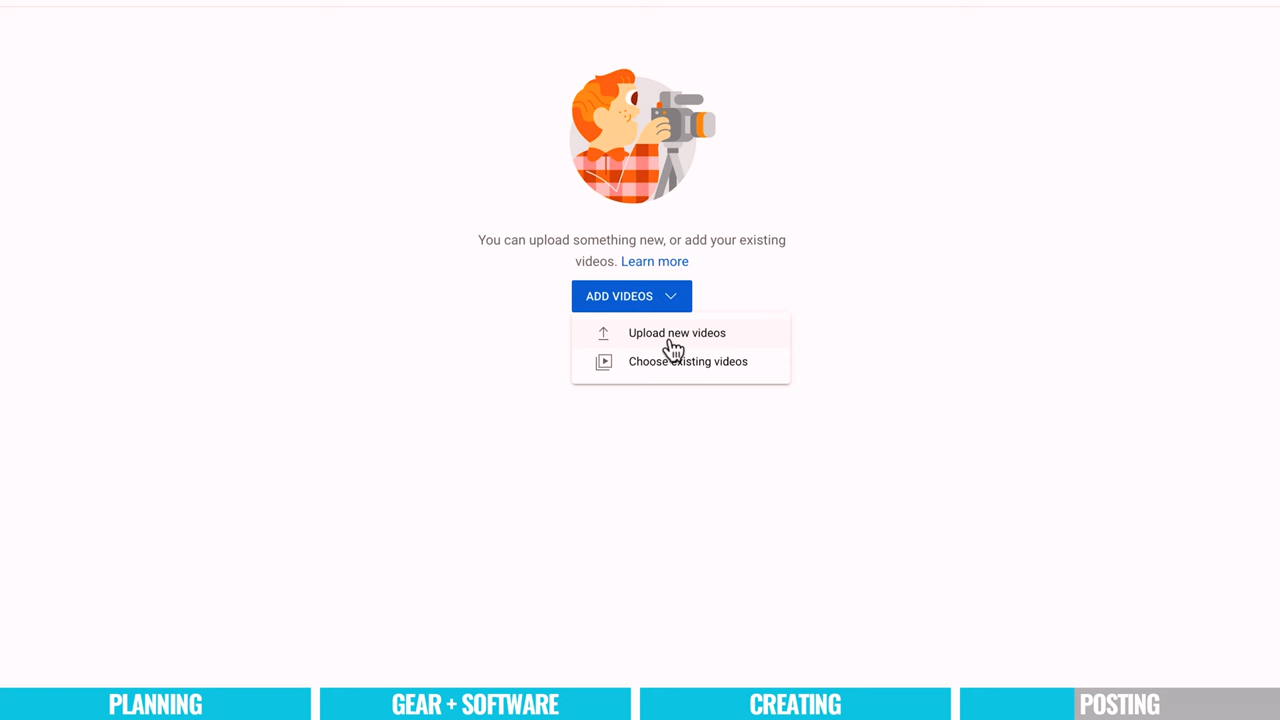 You can upload something new, or add your existing
videos. Learn more
ADD VIDEOS
Upload new videos
Choose existing videos
PLANNING
GEAR + SOFTWARE
CREATING
POSTING